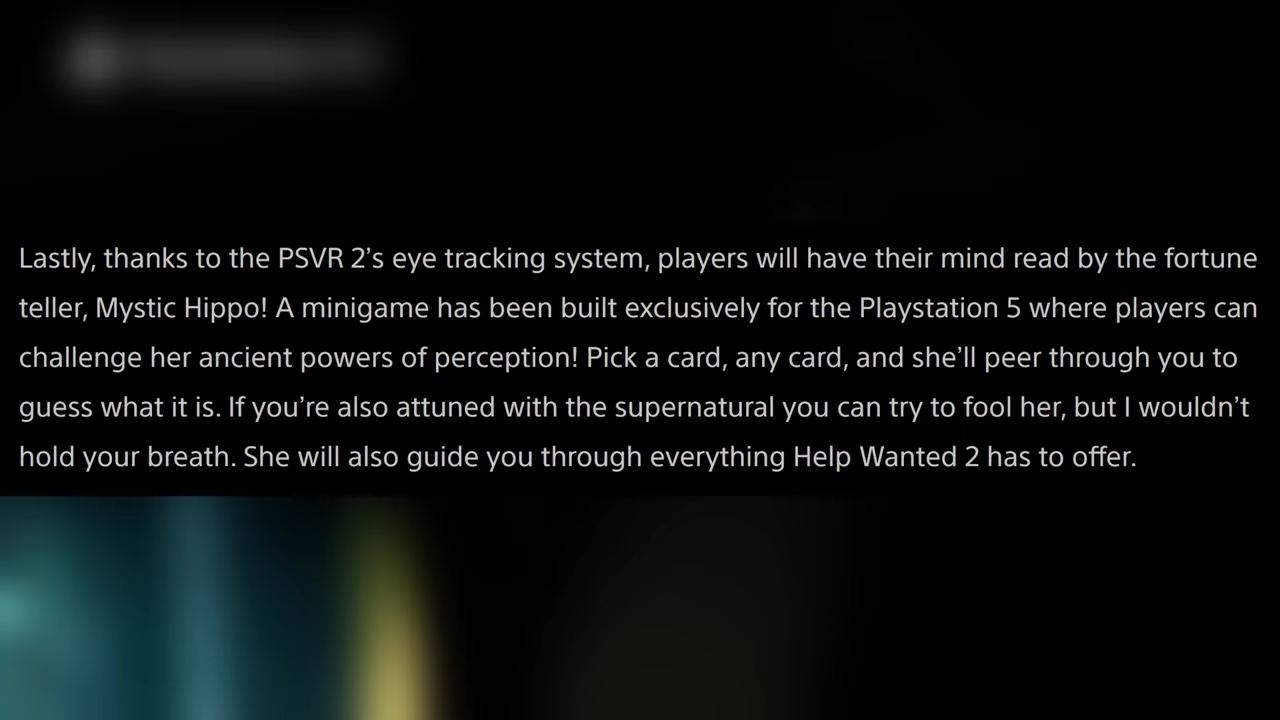 Lastly, thanks to the PSVR 2’s eye tracking system, players will have their mind read by the fortune
teller, Mystic Hippo! A minigame has been built exclusively for the Playstation 5 where players can
challenge her ancient powers of perception! Pick a card, any card, and she’ll peer through you to
guess what it is. If you’re also attuned with the supernatural you can try to fool her, but I wouldn’t
hold your breath. She will also guide you through everything Help Wanted 2 has to offer.